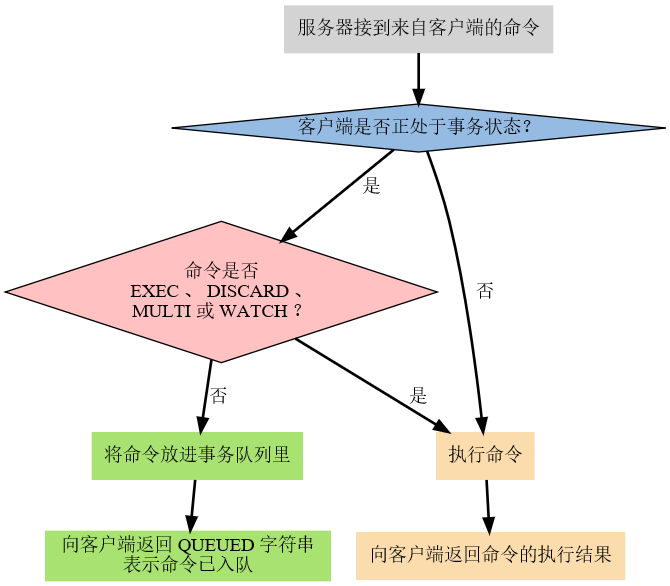 服务器接到来自客户端的命令
客户端是否正处于事务状态？
是
命令是否
EXEC 、 DISCARD 、
MULTI 或 WATCH ？
否
否
是
将命令放进事务队列里
执行命令
向客户端返回 QUEUED 字符串
表示命令已入队
向客户端返回命令的执行结果